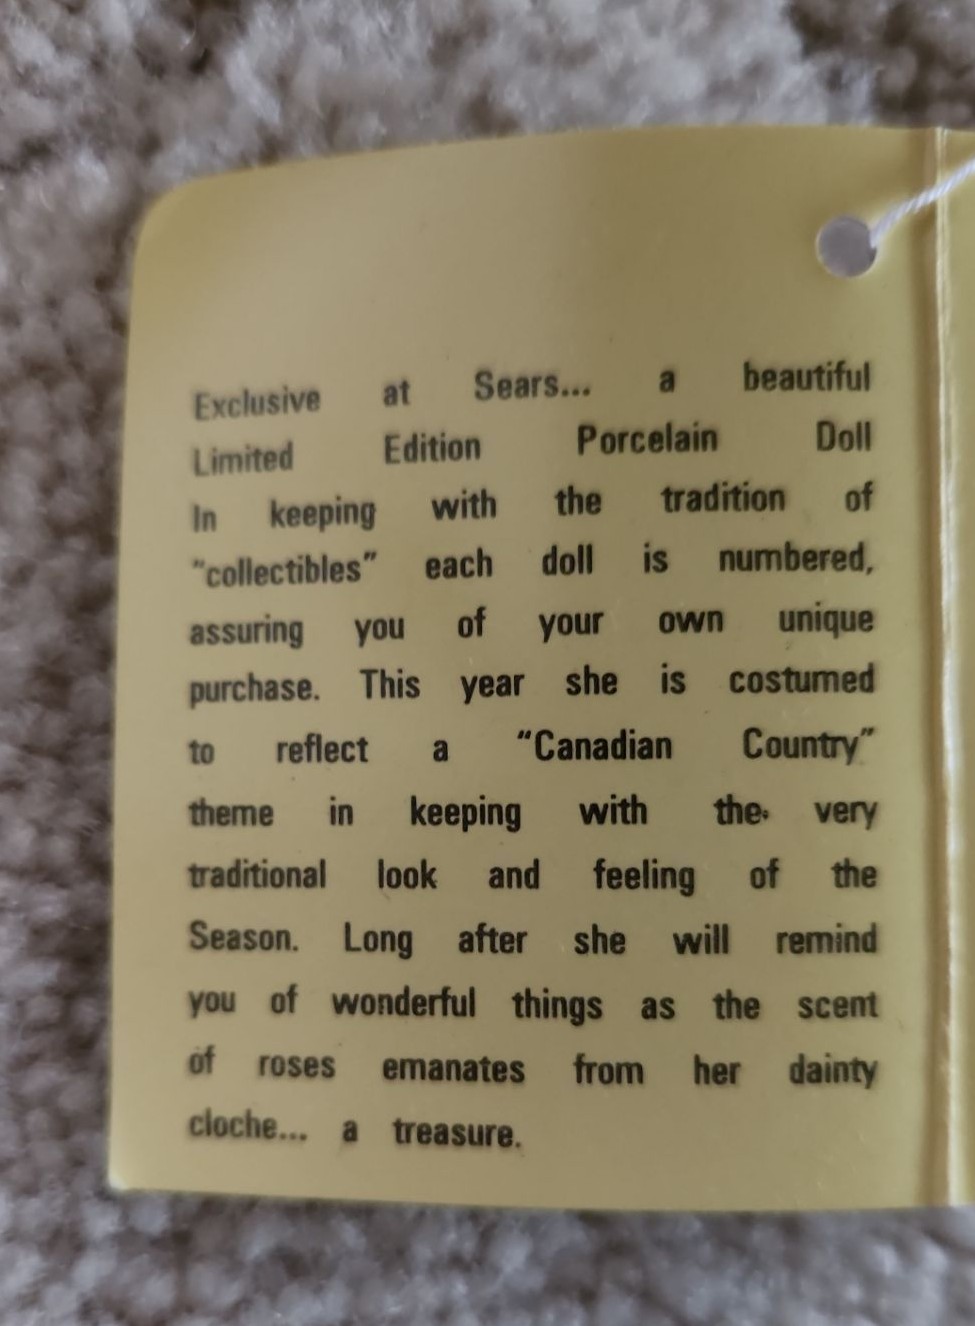 Exclusive at Sears... a beautiful
Limited Edition Porcelain Doll
In keeping with the tradition of
"collectibles" each doll is numbered,
assuring you of your own unique
purchase. This year she is costumed
to reflect a "Canadian Country"
theme in keeping with the very
traditional look and feeling of the
Season. Long after she will remind
you of wonderful things as the scent
of roses emanates from her dainty
cloche... a treasure.